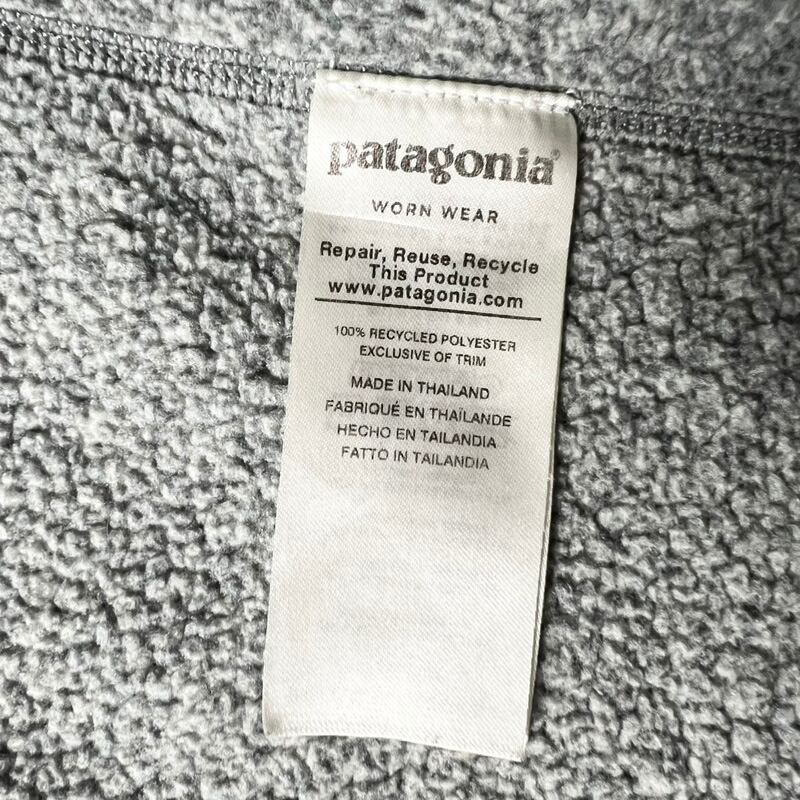 patagonia®
WORN WEAR
Repair, Reuse, Recycle
This Product
www.patagonia.com
100% RECYCLED POLYESTER
EXCLUSIVE OF TRIM
MADE IN THAILAND
FABRIQUÉ EN THAÏLANDE
HECHO EN TAILANDIA
FATTO IN TAILANDIA